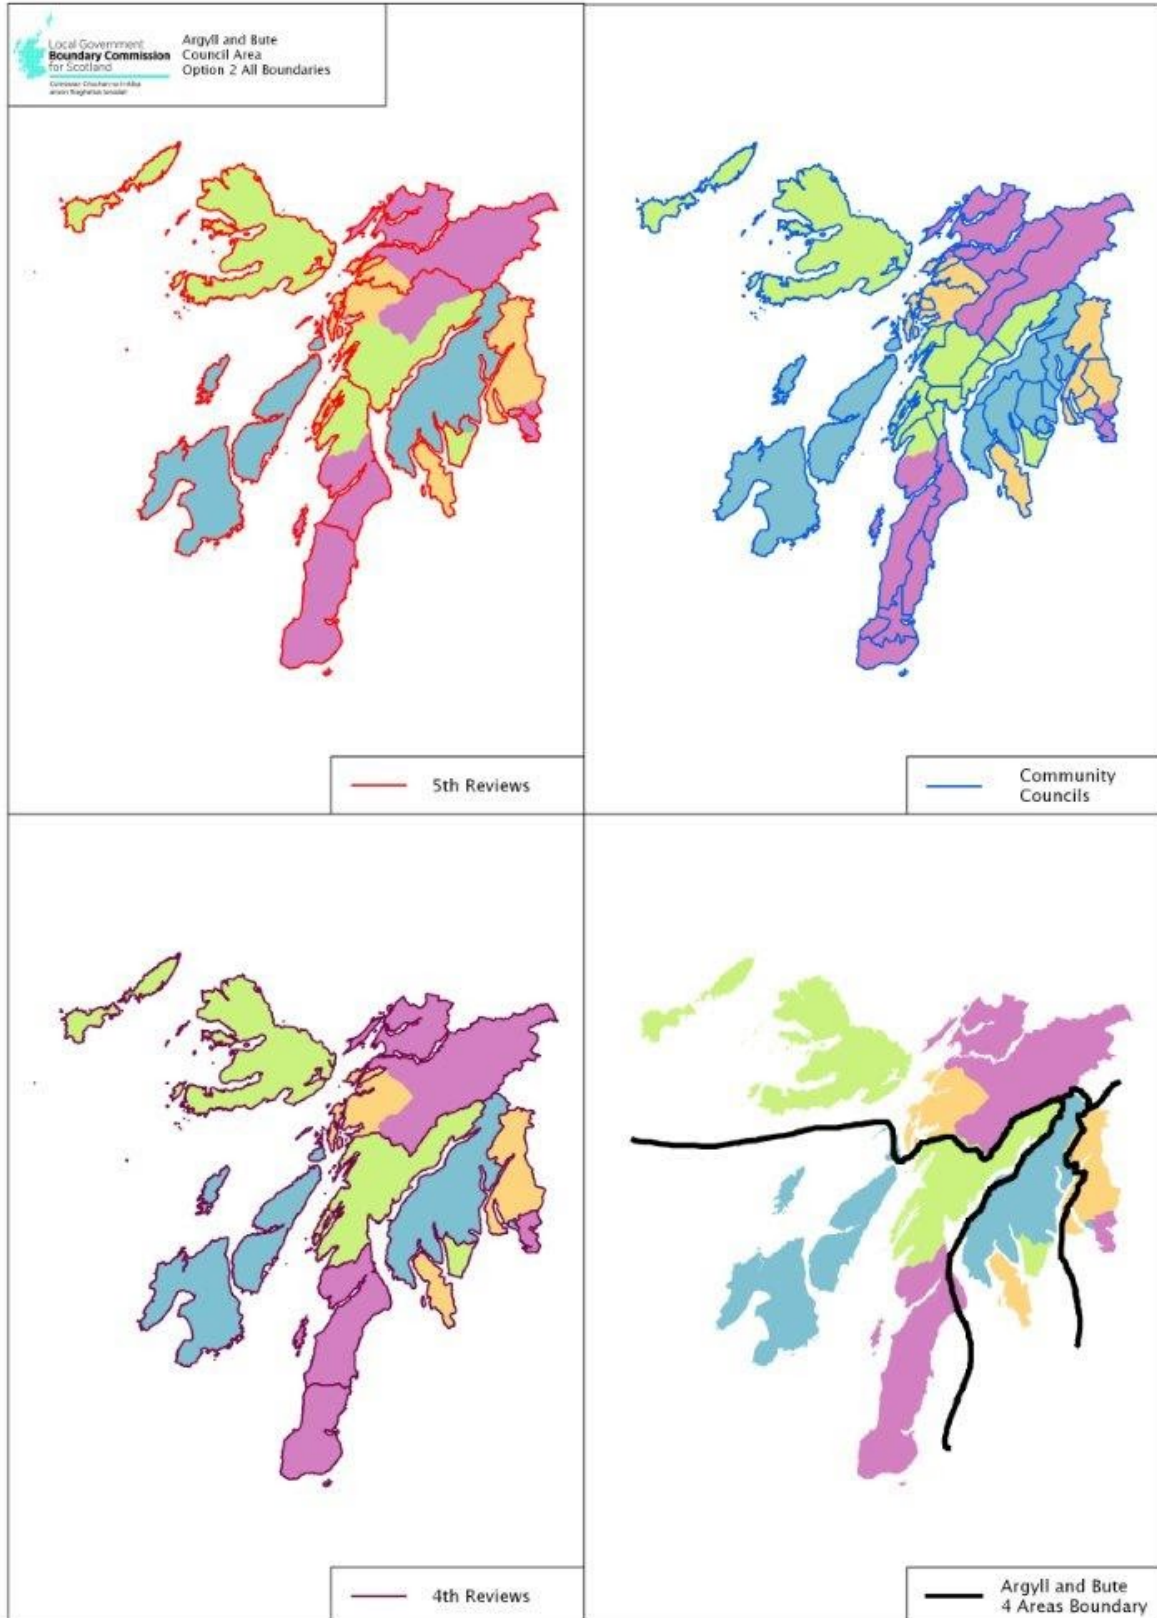 Local Government
Boundary Commission
for Scotland
Argyll and Bute
Council Area
Option 2 All Boundaries
5th Reviews
Community
Councils
4th Reviews
Argyll and Bute
4 Areas Boundary